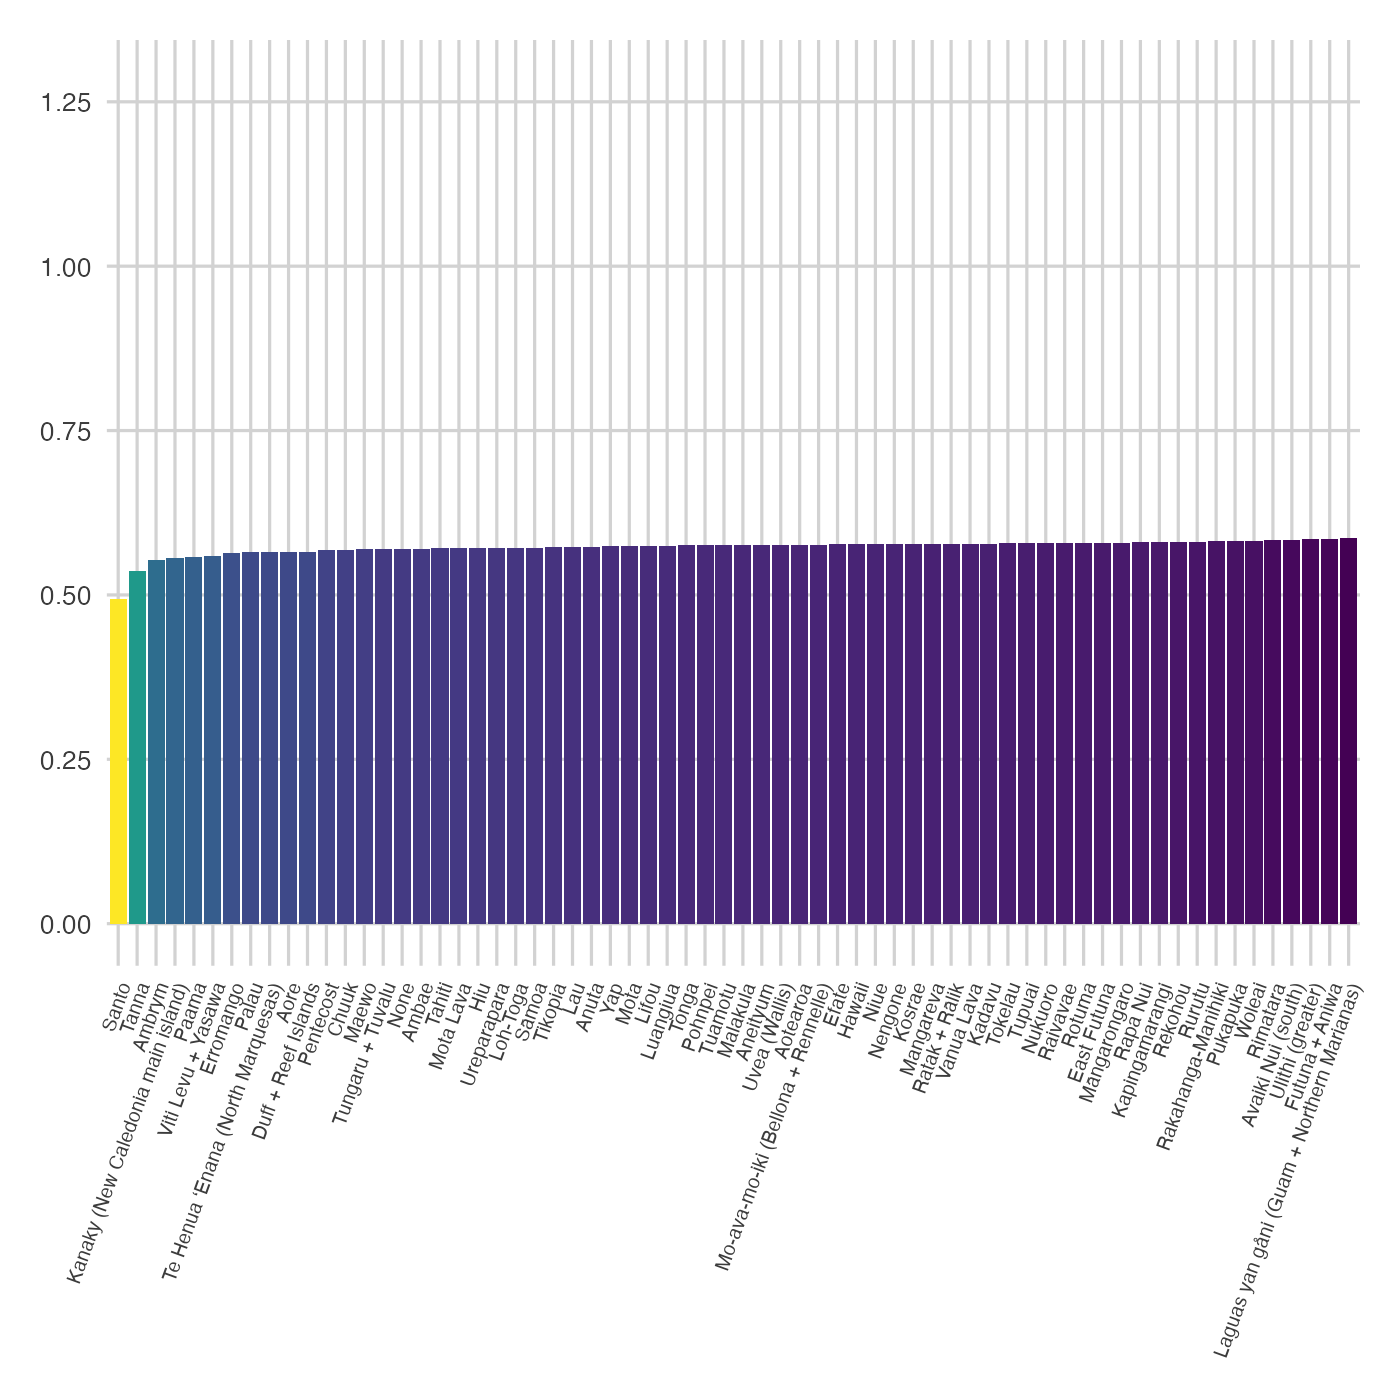 1.25
1.00
0.75
0.50
0.25
0.00
Santo
Tanna
Ambrym
Kanaky (New Caledonia main Island)
Paama
Viti Levu + Yasawa
Erromango
Palau
Te Henua ‘Enana (North Marquesas)
Aore
Duff + Reef Islands
Pentecost
Chuuk
Maewo
Tungaru + Tuvalu
None
Ambae
Tahiti
Mota Lava
Hiu
Ureparapara
Loh-Toga
Samoa
Tikopia
Lau
Anuta
Yap
Mota
Lifou
Luangiua
Tonga
Pohnpei
Tuamotu
Malakula
Aneityum
Uvea (Wallis)
Aotearoa
Mo-ava-mo-iki (Bellona + Rennelle)
Efate
Hawaii
Niue
Nengone
Kosrae
Mangareva
Ratak + Ralik
Vanua Lava
Kadavu
Tokelau
Tupuai
Nukuoro
Raivavae
Rotuma
East Futuna
Mangarongaro
Rapa Nui
Kapingamarangi
Rekohou
Rurutu
Rakahanga-Manihiki
Pukapuka
Woleai
Rimatara
Avaiki Nui (south)
Ulithi (greater)
Futuna + Aniwa
Laguas yan gåni (Guam + Northern Marianas)